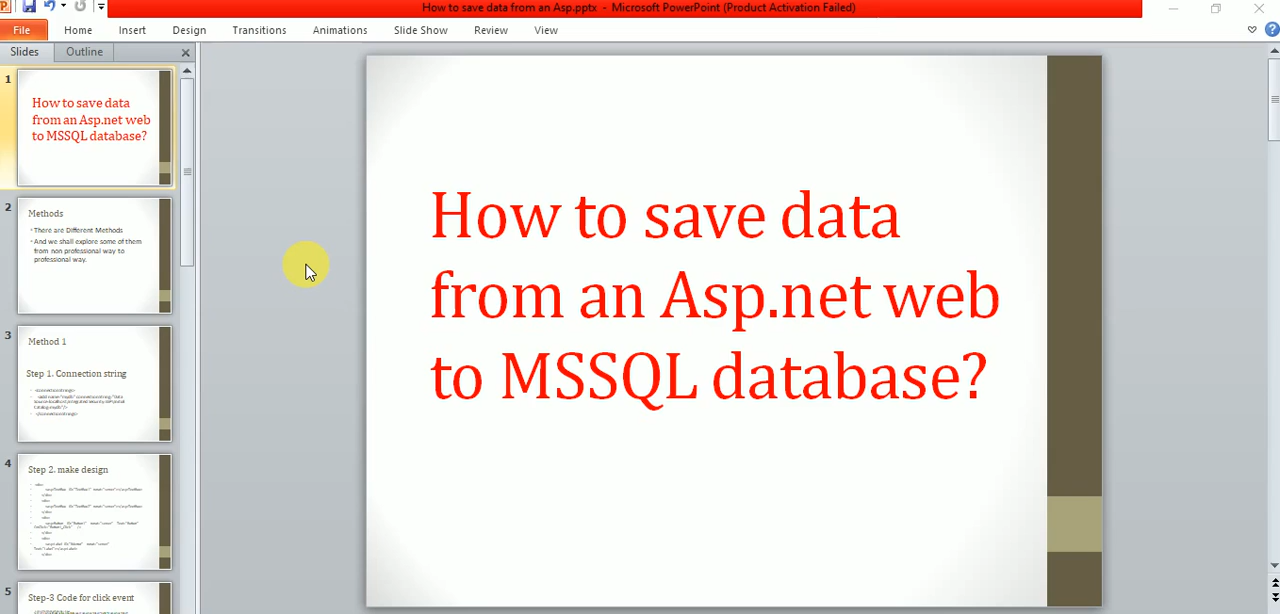 How to save data from an Asp.pptx - Microsoft PowerPoint (Product Activation Failed)
File Home Insert Design Transitions Animations Slide Show Review View
Slides Outline
1
How to save data
from an Asp.net web
to MSSQL database?
2
Methods
• There are Different Methods
• And we shall explore some of them
from non professional way to
professional way.
3
Method 1
Step 1. Connection string
4
Step 2. make design
5
Step-3 Code for click event
How to save data
from an Asp.net web
to MSSQL database?